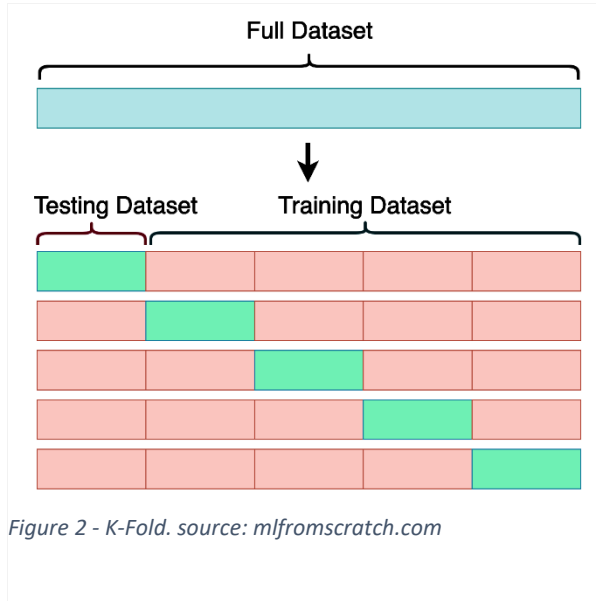 Full Dataset
Testing Dataset
Training Dataset
Figure 2 - K-Fold. source: mlfromscratch.com